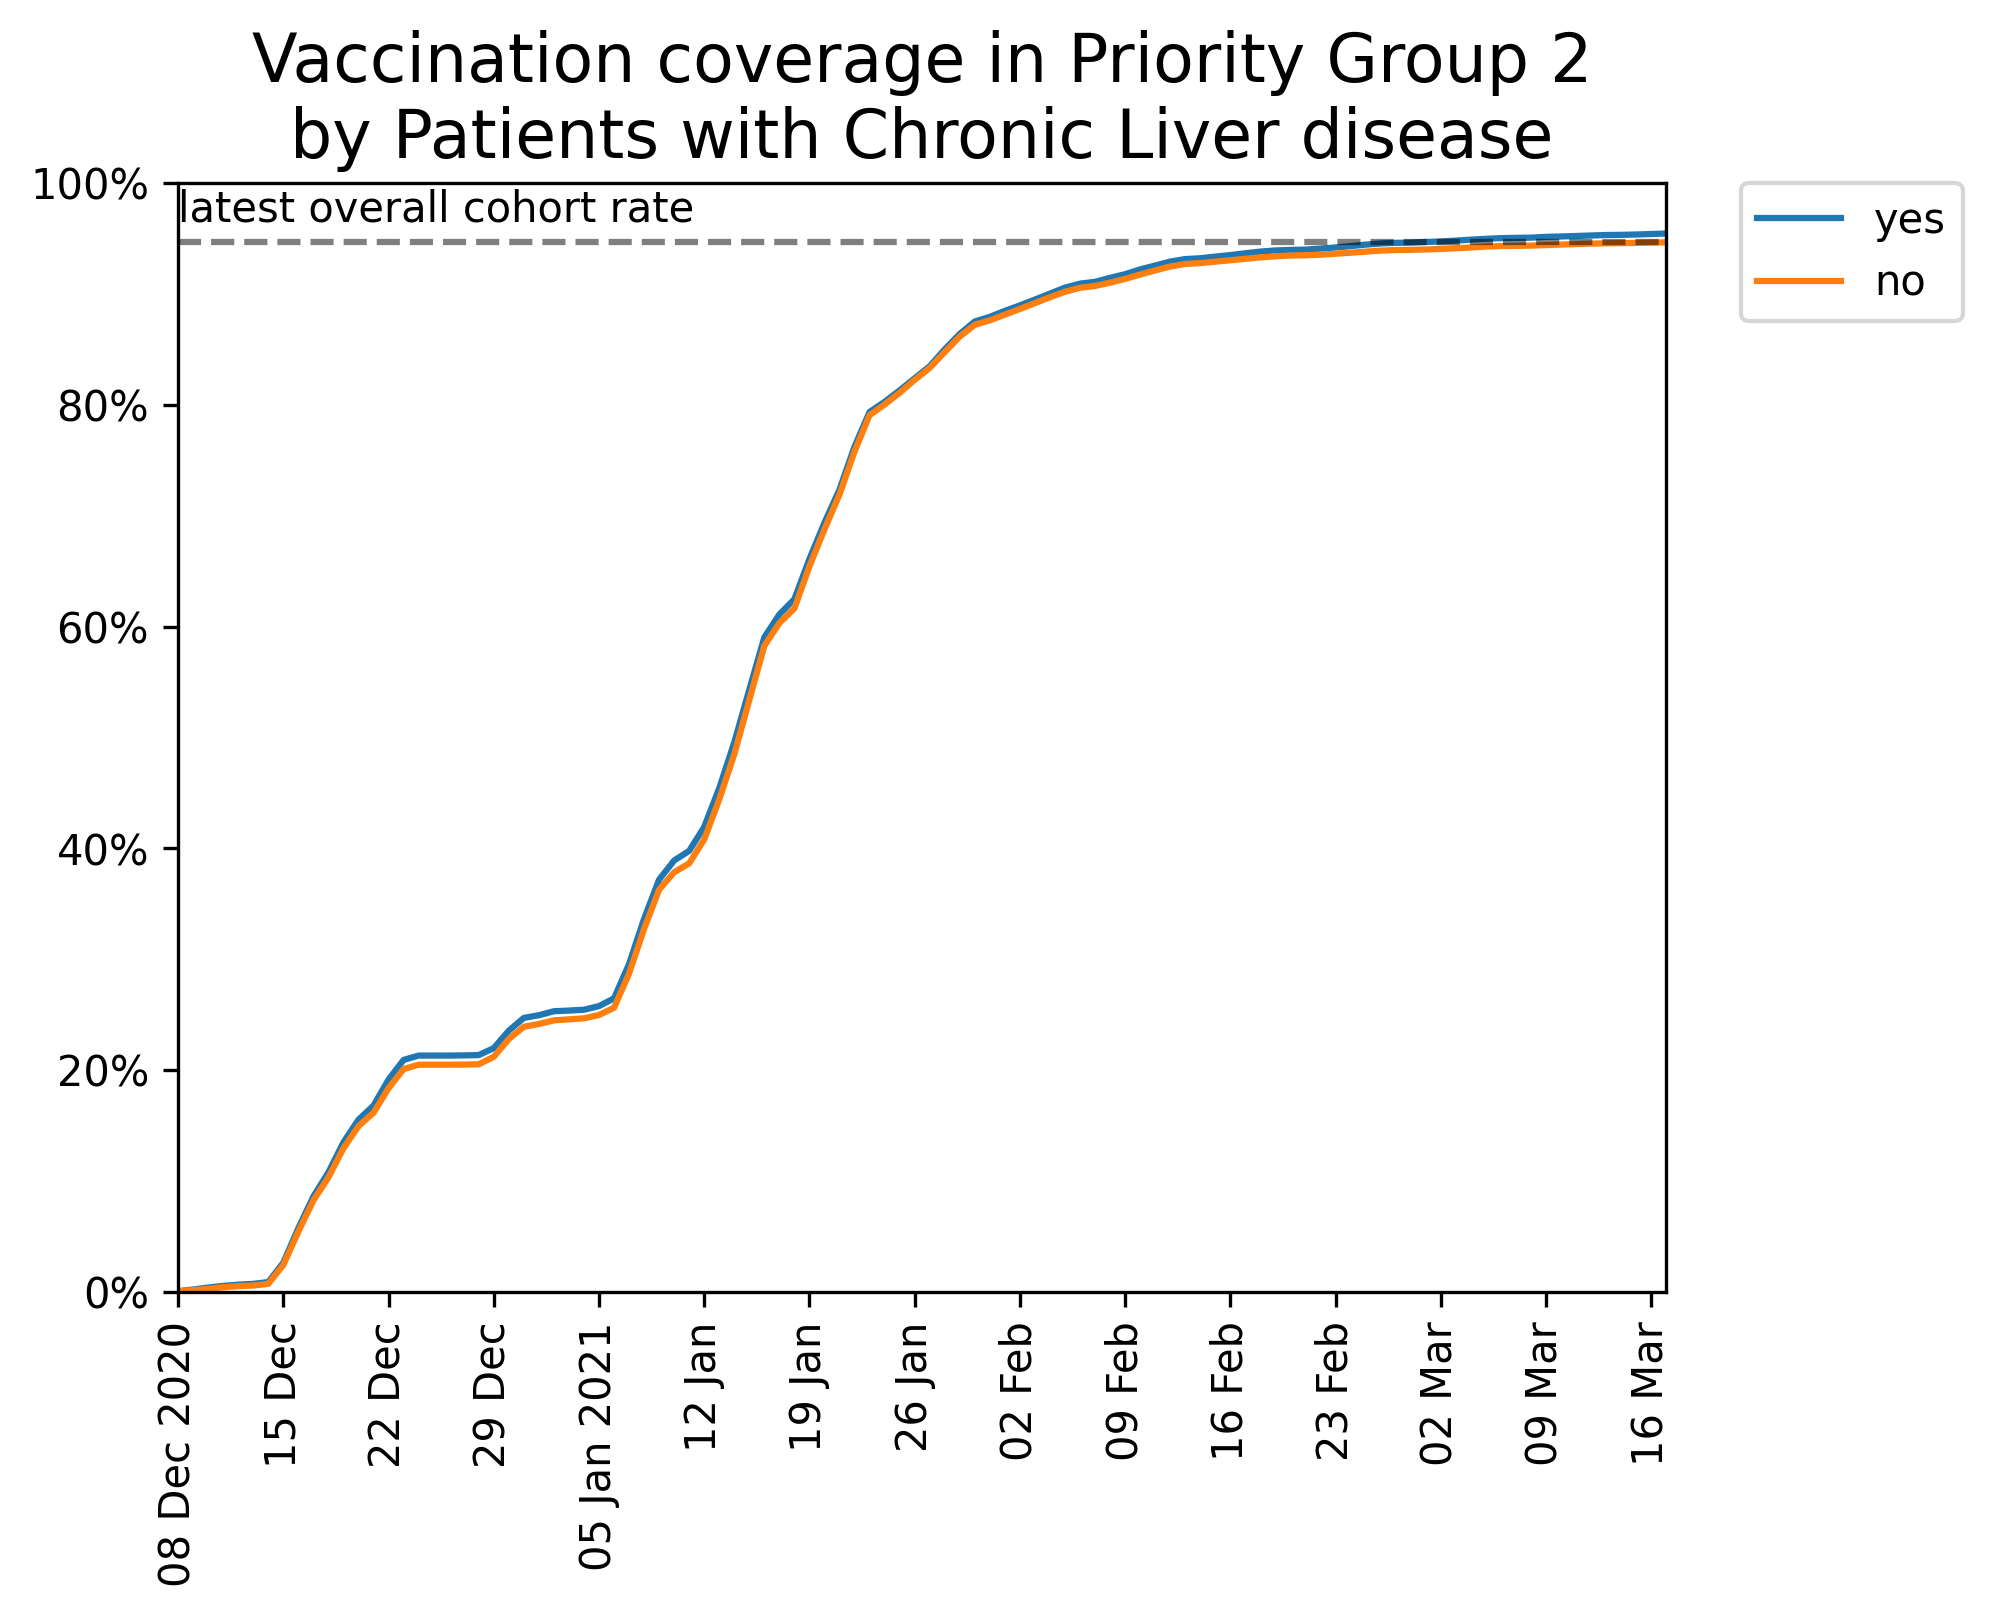 Vaccination coverage in Priority Group 2
by Patients with Chronic Liver disease
100%
latest overall cohort rate
80%
60%
40%
20%
0%
08 Dec 2020
15 Dec
22 Dec
29 Dec
05 Jan 2021
12 Jan
19 Jan
26 Jan
02 Feb
09 Feb
16 Feb
23 Feb
02 Mar
09 Mar
16 Mar
yes
no